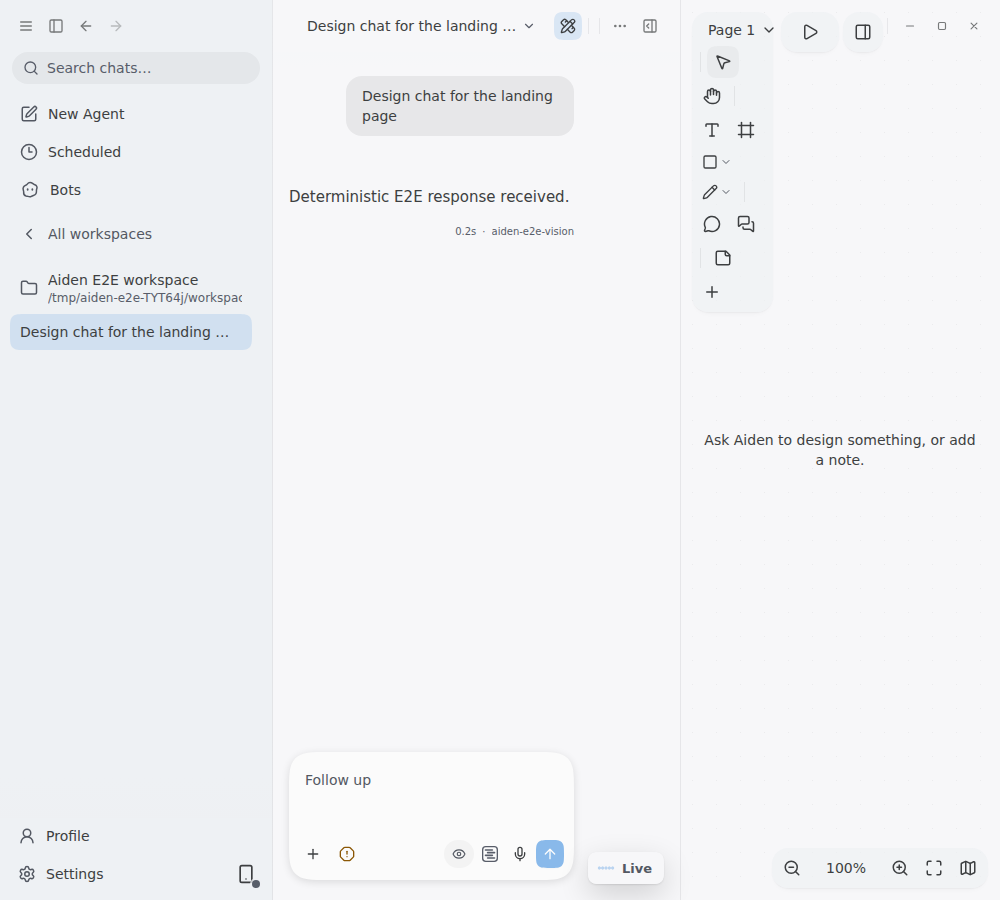 Search chats...
New Agent
Scheduled
Bots
All workspaces
Aiden E2E workspace
/tmp/aiden-e2e-TYT64j/workspac
Design chat for the landing ...
Profile
Settings
Design chat for the landing ...
Design chat for the landing
page
Deterministic E2E response received.
0.2s · aiden-e2e-vision
Follow up
Live
Page 1
Ask Aiden to design something, or add
a note.
100%